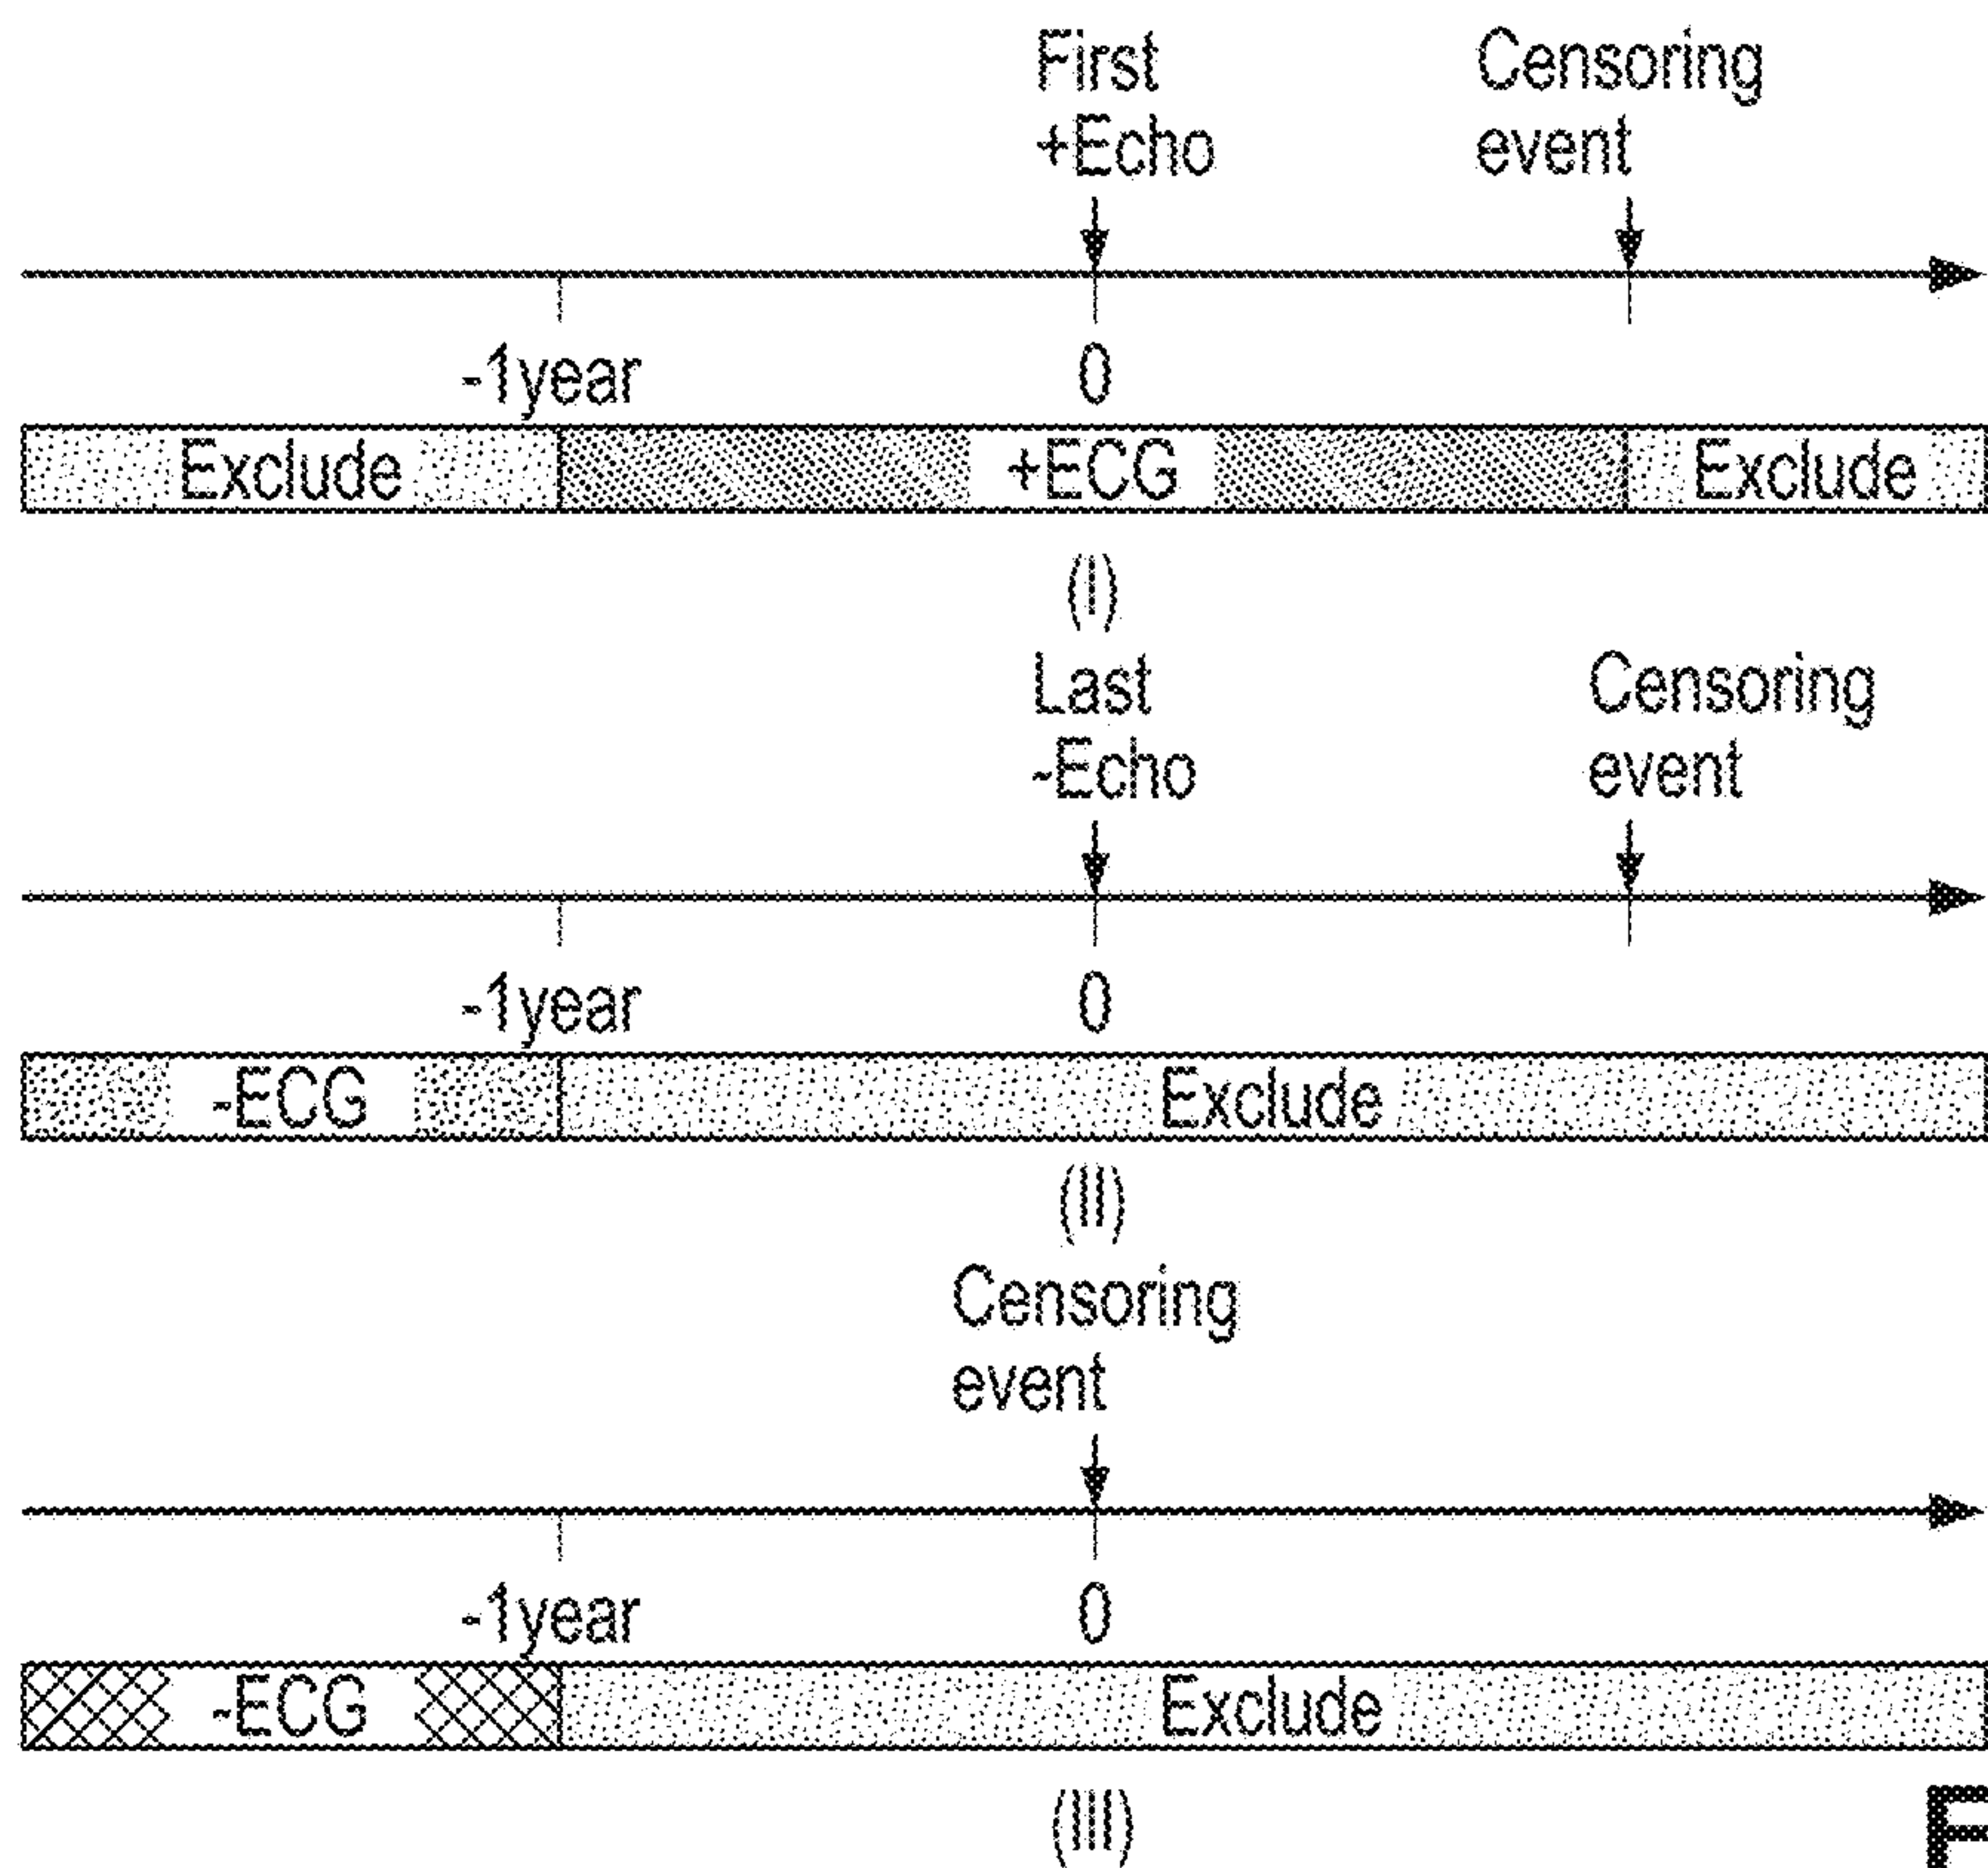 First Censoring
+Echo event
-1year 0
Exclude +ECG Exclude
(I)
Last Censoring
-Echo event
-1year 0
-ECG Exclude
(II)
Censoring
event
-1year 0
-ECG Exclude
(III)